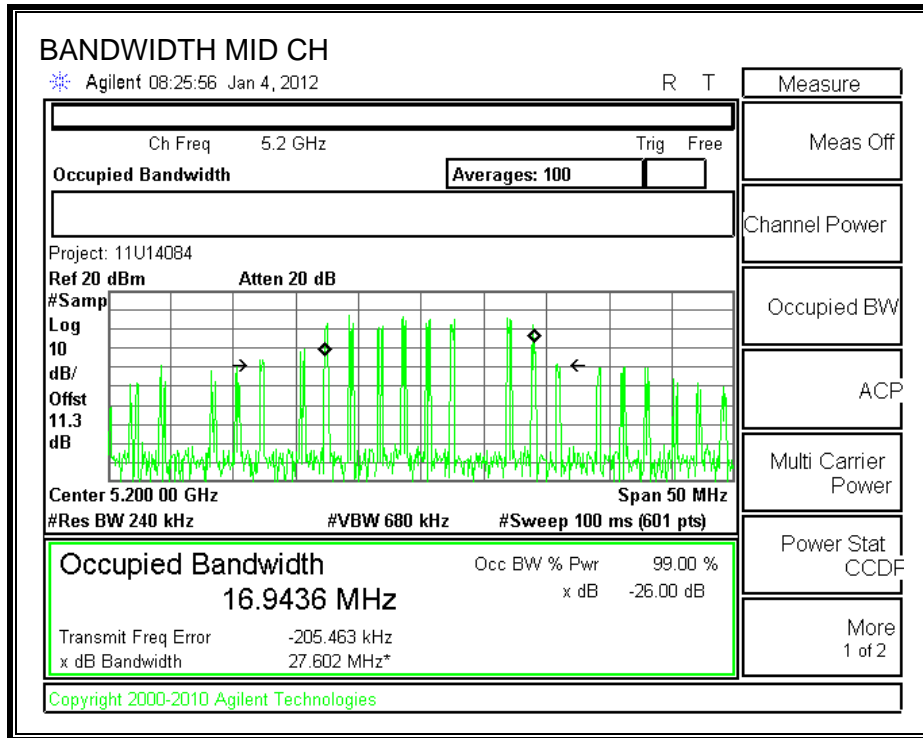 BANDWIDTH MID CH
Agilent 08:25:56 Jan 4, 2012 R T
Measure
Ch Freq 5.2 GHz Trig Free
Meas Off
Occupied Bandwidth Averages: 100
Channel Power
Project: 11U14084
Ref 20 dBm Atten 20 dB
#Samp
Log
10
dB/
Offst
11.3
dB
Occupied BW
ACP
Multi Carrier
Power
Center 5.200 00 GHz Span 50 MHz
#Res BW 240 kHz #VBW 680 kHz #Sweep 100 ms (601 pts)
Power Stat
CCDF
Occupied Bandwidth Occ BW % Pwr 99.00 %
16.9436 MHz x dB -26.00 dB
Transmit Freq Error -205.463 kHz
x dB Bandwidth 27.602 MHz*
More
1 of 2
Copyright 2000-2010 Agilent Technologies